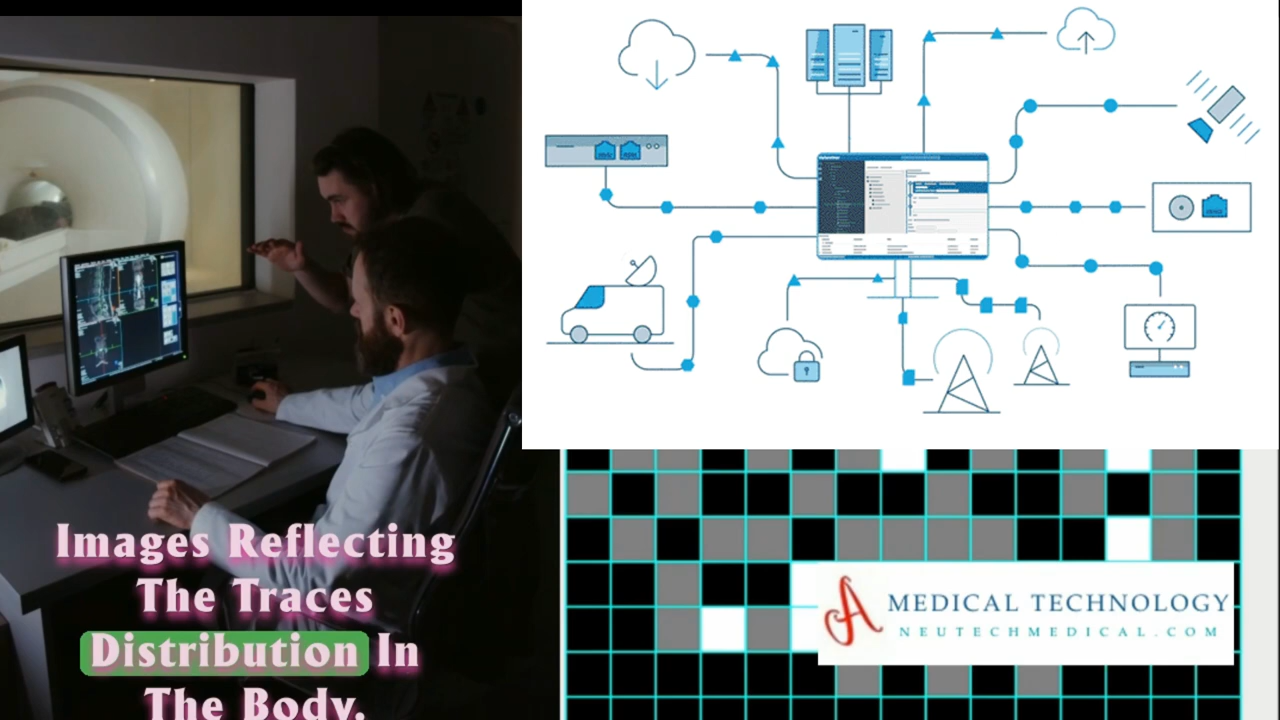 Images Reflecting
The Traces
Distribution In
The Body.
A MEDICAL TECHNOLOGY
NEUTECHMEDICAL.COM